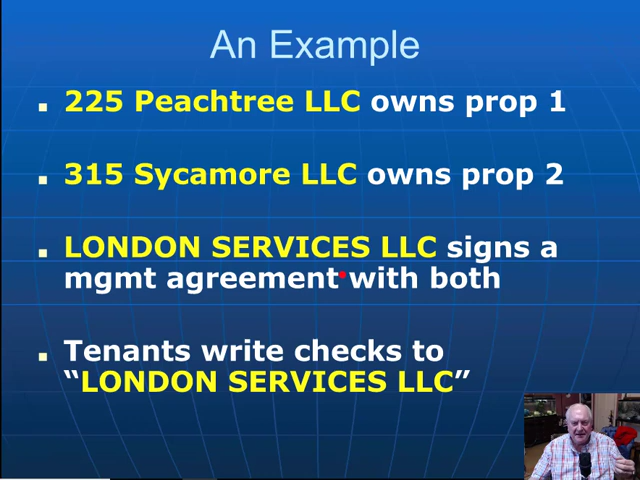 An Example
225 Peachtree LLC owns prop 1
315 Sycamore LLC owns prop 2
LONDON SERVICES LLC signs a
mgmt agreement with both
Tenants write checks to
“LONDON SERVICES LLC”